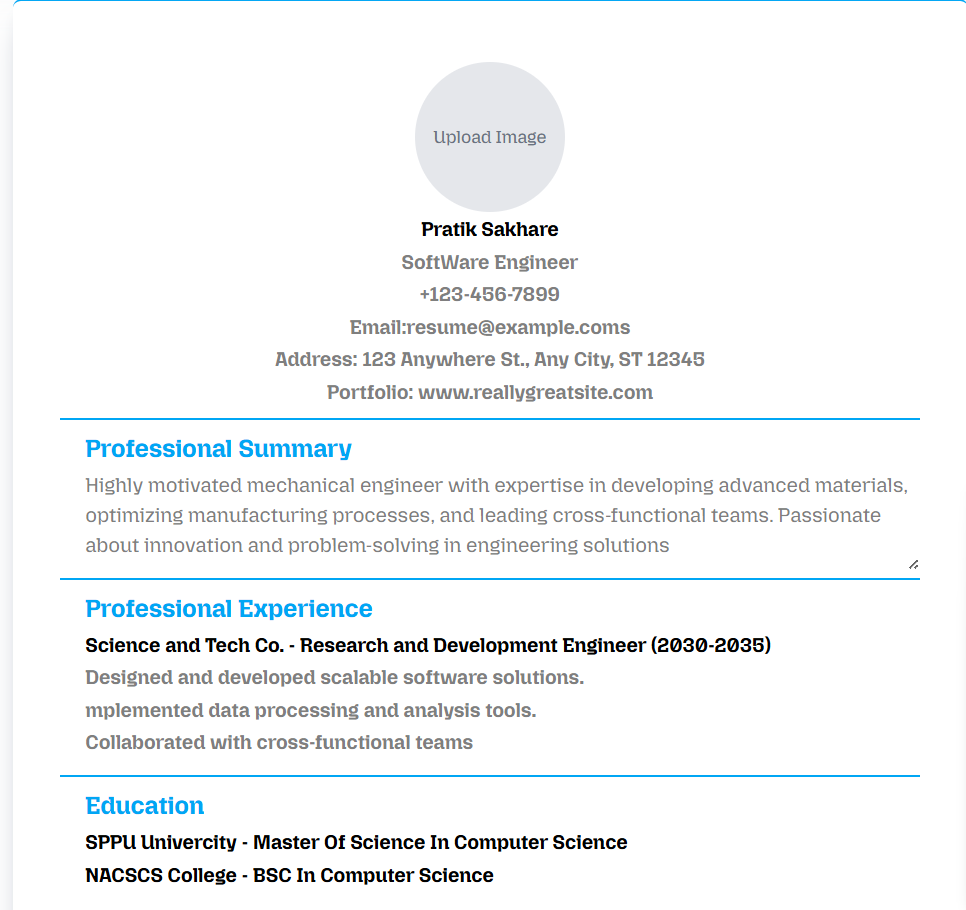 Upload Image
Pratik Sakhare
SoftWare Engineer
+123-456-7899
Email:resume@example.coms
Address: 123 Anywhere St., Any City, ST 12345
Portfolio: www.reallygreatsite.com
Professional Summary
Highly motivated mechanical engineer with expertise in developing advanced materials,
optimizing manufacturing processes, and leading cross-functional teams. Passionate
about innovation and problem-solving in engineering solutions
Professional Experience
Science and Tech Co. - Research and Development Engineer (2030-2035)
Designed and developed scalable software solutions.
mplemented data processing and analysis tools.
Collaborated with cross-functional teams
Education
SPPU Univercity - Master Of Science In Computer Science
NACSCS College - BSC In Computer Science